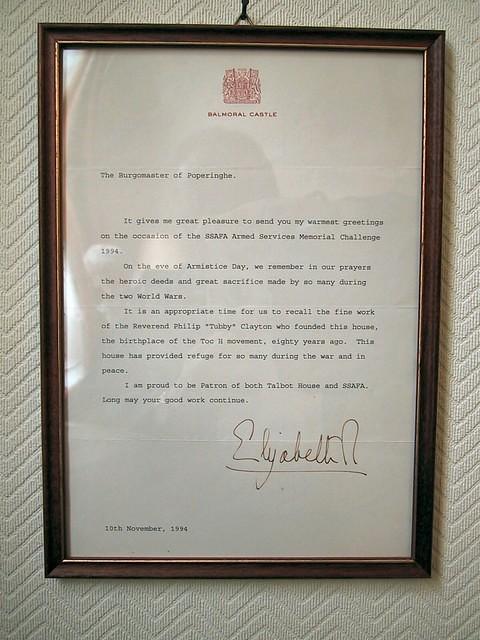 BALMORAL CASTLE
The Burgomaster of Poperinghe.
It gives me great pleasure to send you my warmest greetings
on the occasion of the SSAFA Armed Services Memorial Challenge
1994.
On the eve of Armistice Day, we remember in our prayers
the heroic deeds and great sacrifice made by so many during
the two World Wars.
It is an appropriate time for us to recall the fine work
of the Reverend Philip "Tubby" Clayton who founded this house,
the birthplace of the Toc H movement, eighty years ago. This
house has provided refuge for so many during the war and in
peace.
I am proud to be Patron of both Talbot House and SSAFA.
Long may your good work continue.
Elizabeth R
10th November, 1994